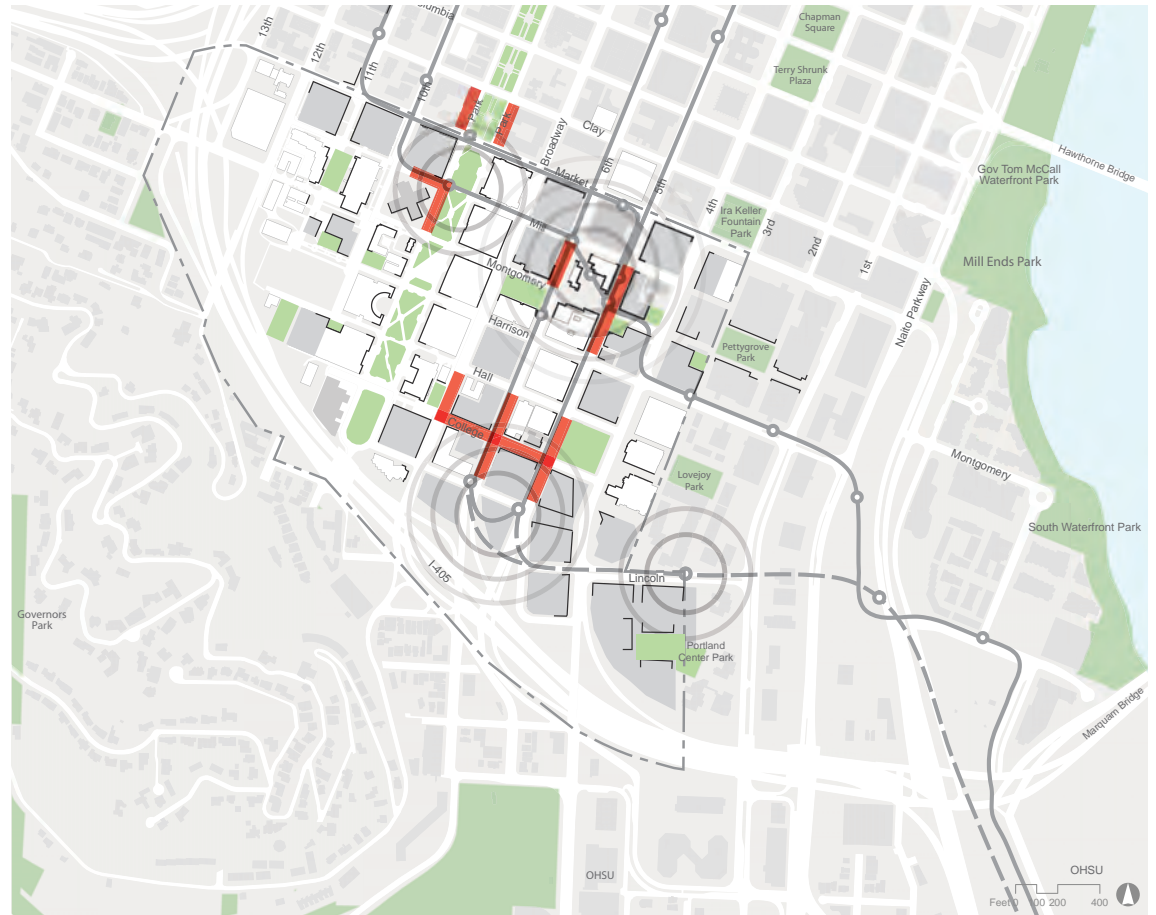 Columbia
13th
12th
11th
10th
Park
Park
Broadway
Clay
Market
6th
5th
4th
3rd
2nd
1st
Chapman
Square
Terry Shrunk
Plaza
Hawthorne Bridge
Gov Tom McCall
Waterfront Park
Ira Keller
Fountain
Park
Mill Ends Park
Mill
Montgomery
Harrison
Naito Parkway
Pettygrove
Park
Hall
College
Lovejoy
Park
Montgomery
South Waterfront Park
I-405
Lincoln
Governors
Park
Portland
Center Park
Marquam Bridge
OHSU
OHSU
Feet 0 100 200 400